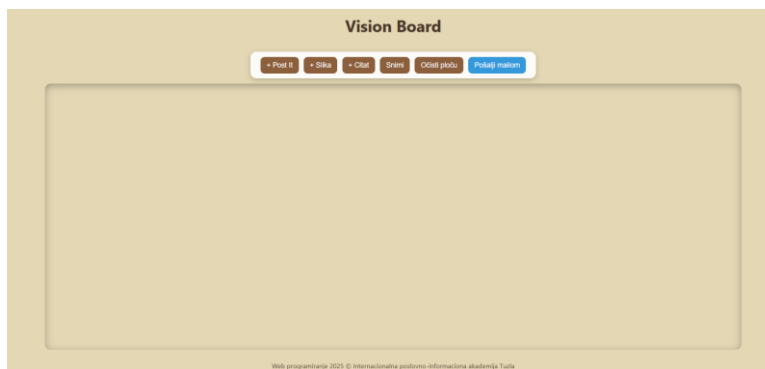 Vision Board
+ Post It + Slika + Citat Snimi Očisti ploču Pošalji mailom
Web programiranje 2025 © Internacionalna poslovno-informaciona akademija Tuzla